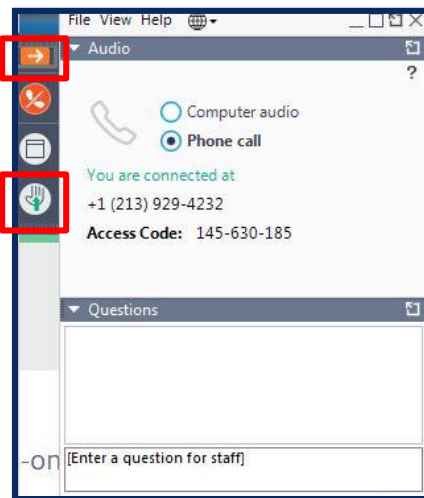 File View Help
Audio
?
Computer audio
Phone call
You are connected at
+1 (213) 929-4232
Access Code: 145-630-185
Questions
-on
[Enter a question for staff]